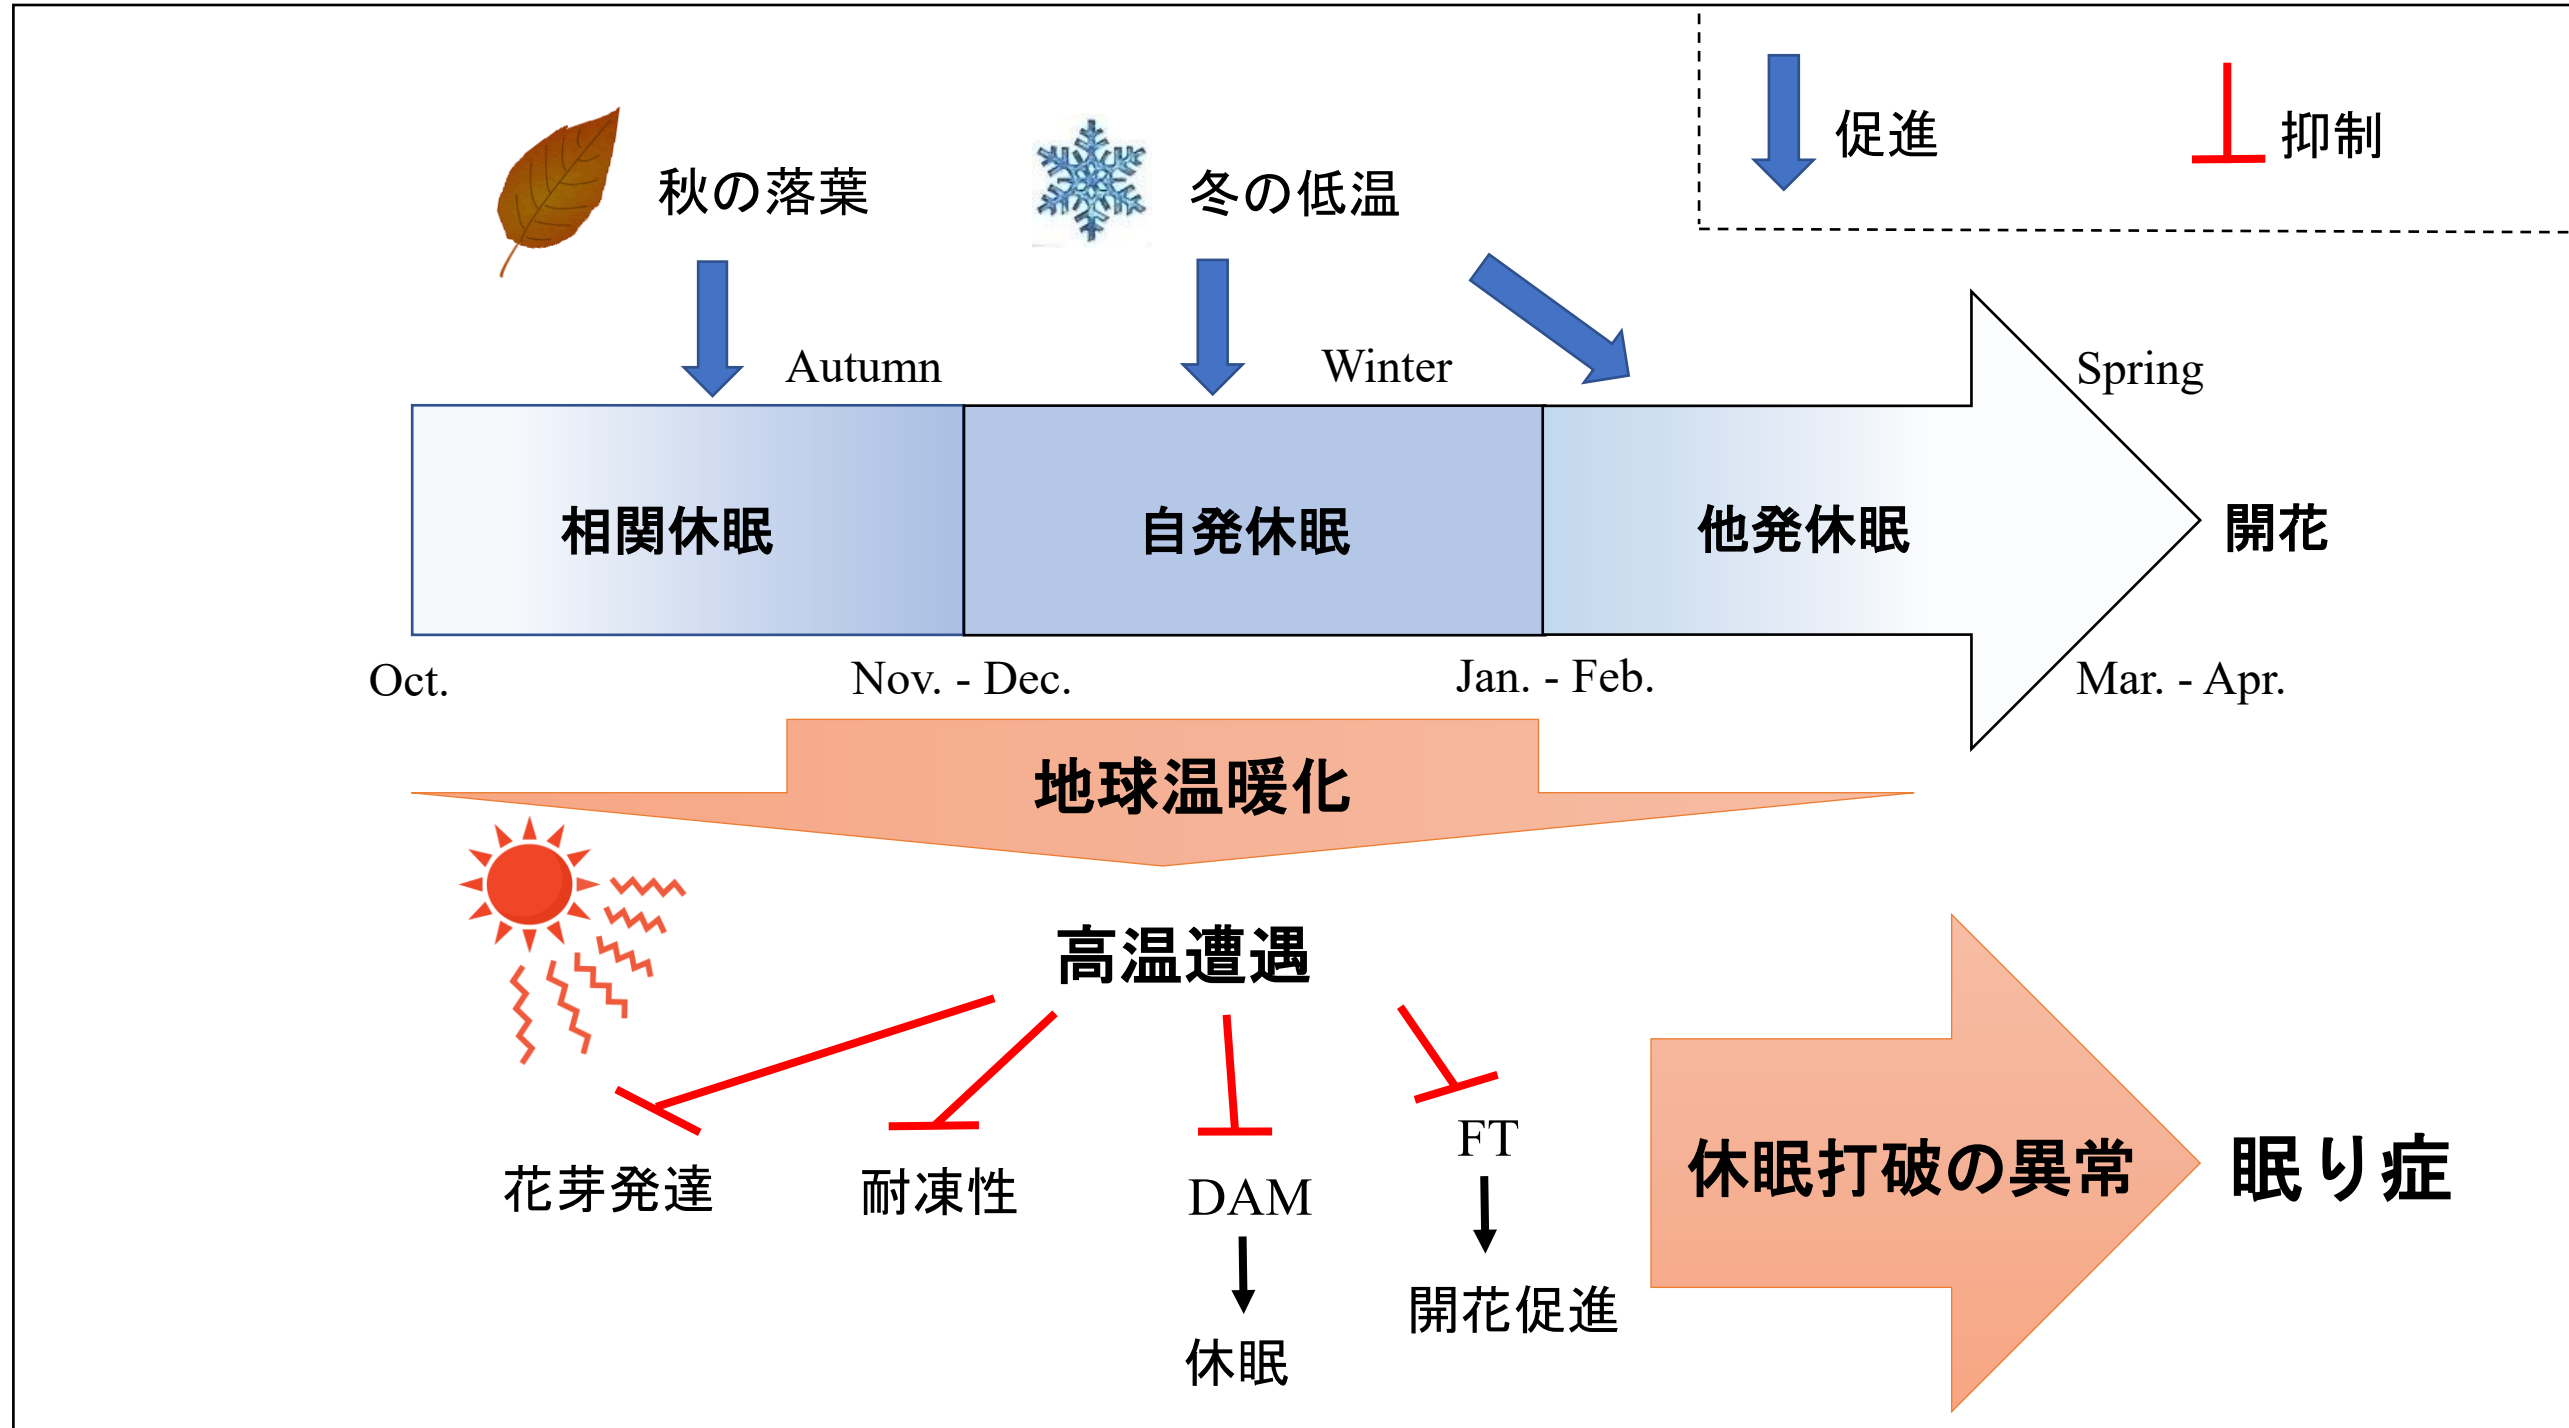 促進
抑制
秋の落葉
冬の低温
Autumn
Winter
Spring
相関休眠
自発休眠
他発休眠
開花
Oct.
Nov. - Dec.
Jan. - Feb.
Mar. - Apr.
地球温暖化
高温遭遇
花芽発達
耐凍性
DAM
休眠
FT
開花促進
休眠打破の異常
眠り症